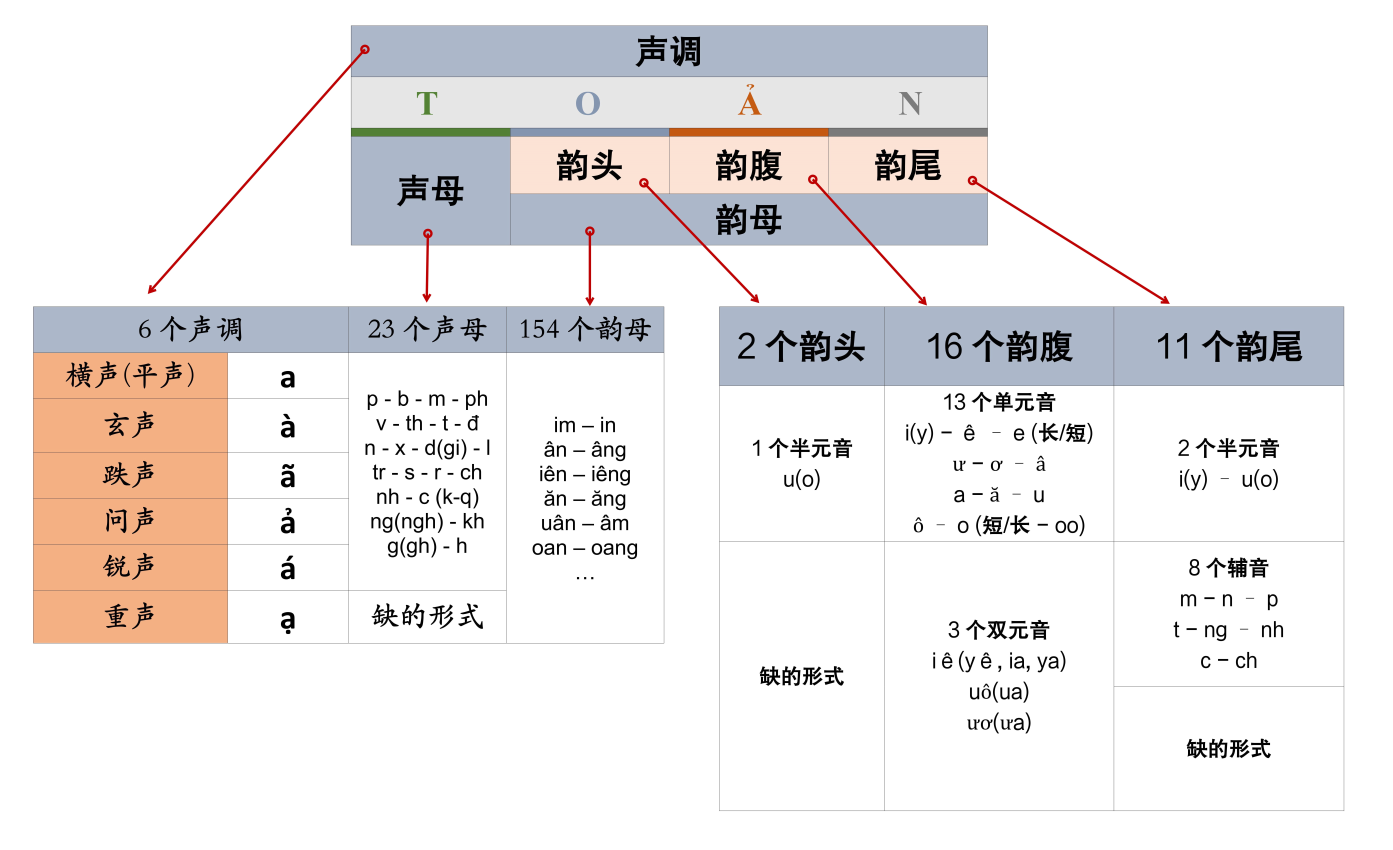 声调
T O Ả N
声母
韵头 韵腹 韵尾
韵母
6 个声调 23 个声母 154 个韵母
横声(平声) a
玄声 à
跌声 ã
问声 ả
锐声 á
重声 ạ
p - b - m - ph
v - th - t - đ
n - x - d(gi) - l
tr - s - r - ch
nh - c (k-q)
ng(ngh) - kh
g(gh) - h
缺的形式
im – in
ân – âng
iên – iêng
ăn – ăng
uân – âm
oan – oang
…
2 个韵头 16 个韵腹 11 个韵尾
1 个半元音
u(o)
缺的形式
13 个单元音
i(y) − ê – e (长/短)
ư − ơ – â
a − ă – u
ô – o (短/长 − oo)
3 个双元音
i ê (y ê , ia, ya)
uô(ua)
ươ(ưa)
2 个半元音
i(y) – u(o)
8 个辅音
m − n – p
t − ng – nh
c − ch
缺的形式